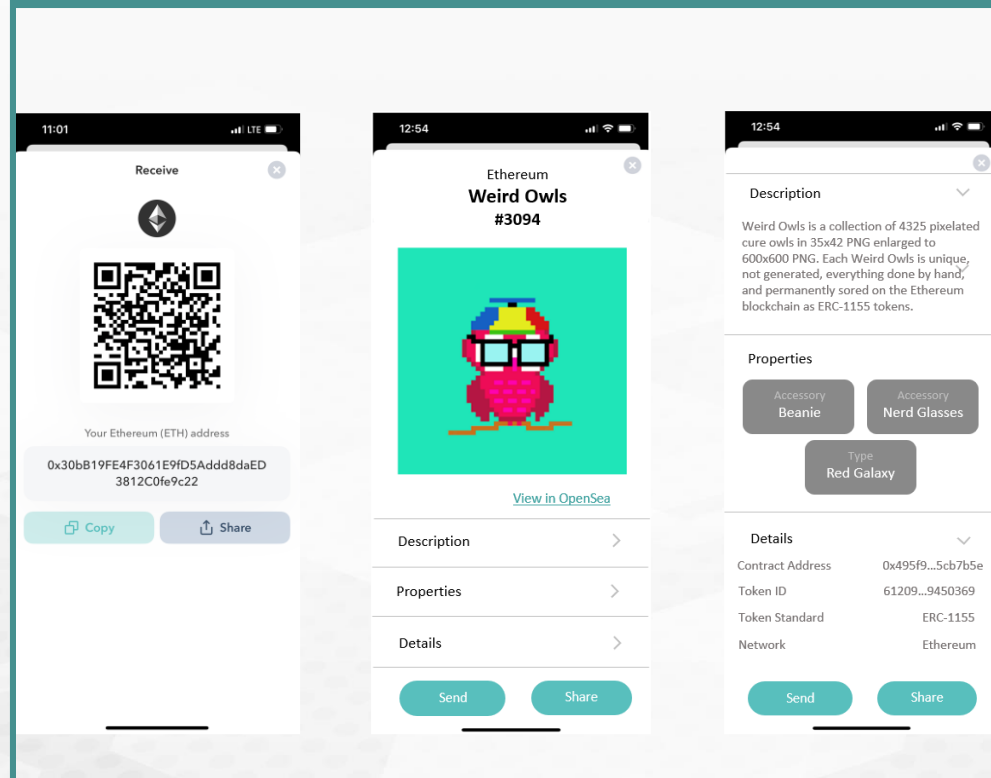 11:01
LTE
Receive
Your Ethereum (ETH) address
0x30bB19FE4F3061E9fD5Addd8daED
3812C0fe9c22
Copy
Share
12:54
Ethereum
Weird Owls
#3094
View in OpenSea
Description
Properties
Details
Send
Share
12:54
Description
Weird Owls is a collection of 4325 pixelated
cure owls in 35x42 PNG enlarged to
600x600 PNG. Each Weird Owls is unique,
not generated, everything done by hand,
and permanently sored on the Ethereum
blockchain as ERC-1155 tokens.
Properties
Accessory
Beanie
Accessory
Nerd Glasses
Type
Red Galaxy
Details
Contract Address 0x495f9...5cb7b5e
Token ID 61209...9450369
Token Standard ERC-1155
Network Ethereum
Send
Share